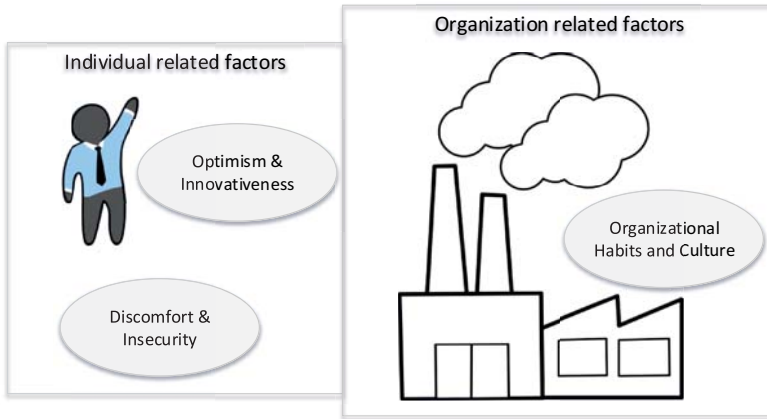 Individual related factors
Optimism &
Innovativeness
Discomfort &
Insecurity
Organization related factors
Organizational
Habits and Culture